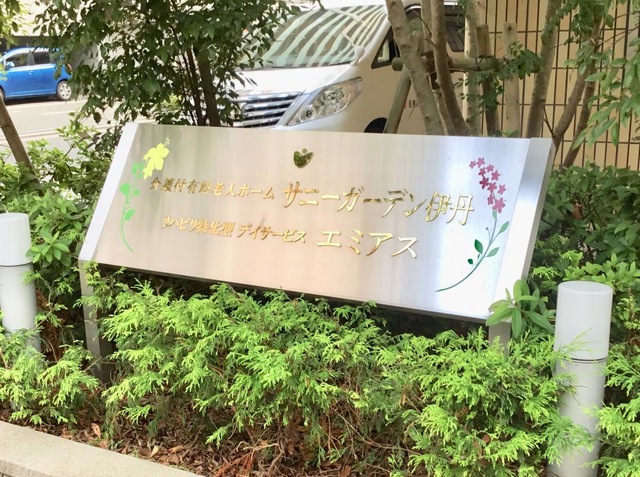 介護付有料老人ホーム サニーガーデン伊丹
リハビリ特化型 デイサービス エミアス